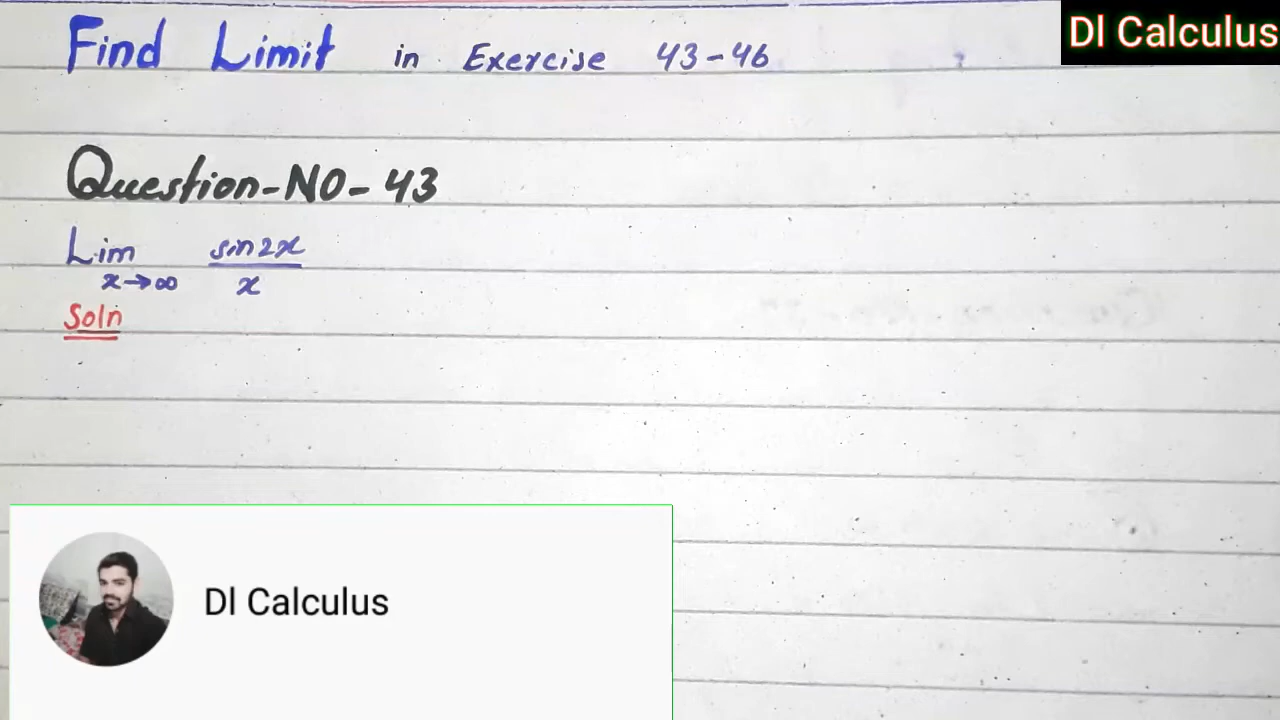 Find Limit in Exercise 43-46
Dl Calculus
Question-NO-43
Lim x→∞ sin2x/x
Soln
Dl Calculus